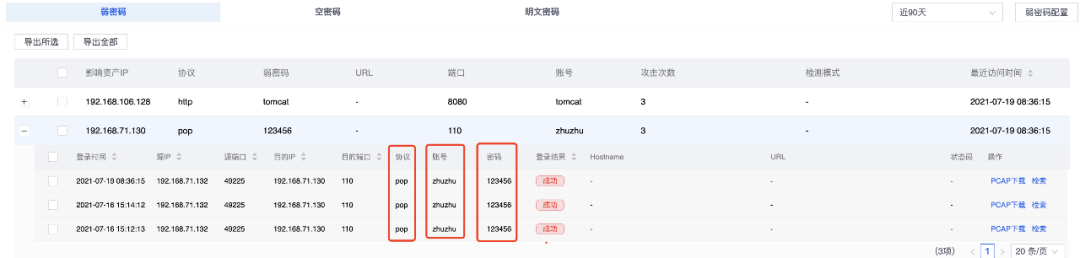 弱密码 空密码 明文密码 近90天 弱密码配置
导出所选 导出全部
影响资产IP 协议 弱密码 URL 端口 账号 攻击次数 检测模式 最近访问时间
+ 192.168.106.128 http tomcat - 8080 tomcat 3 - 2021-07-19 08:36:15
− 192.168.71.130 pop 123456 - 110 zhuzhu 3 - 2021-07-19 08:36:15
登录时间 源IP 源端口 目的IP 目的端口 协议 账号 密码 登录结果 Hostname URL 状态码 操作
2021-07-19 08:36:15 192.168.71.132 49225 192.168.71.130 110 pop zhuzhu 123456 成功 - - - PCAP下载 检索
2021-07-16 15:14:12 192.168.71.132 49225 192.168.71.130 110 pop zhuzhu 123456 成功 - - - PCAP下载 检索
2021-07-16 15:12:13 192.168.71.132 49225 192.168.71.130 110 pop zhuzhu 123456 成功 - - - PCAP下载 检索
(3项) < 1 > 20 条/页